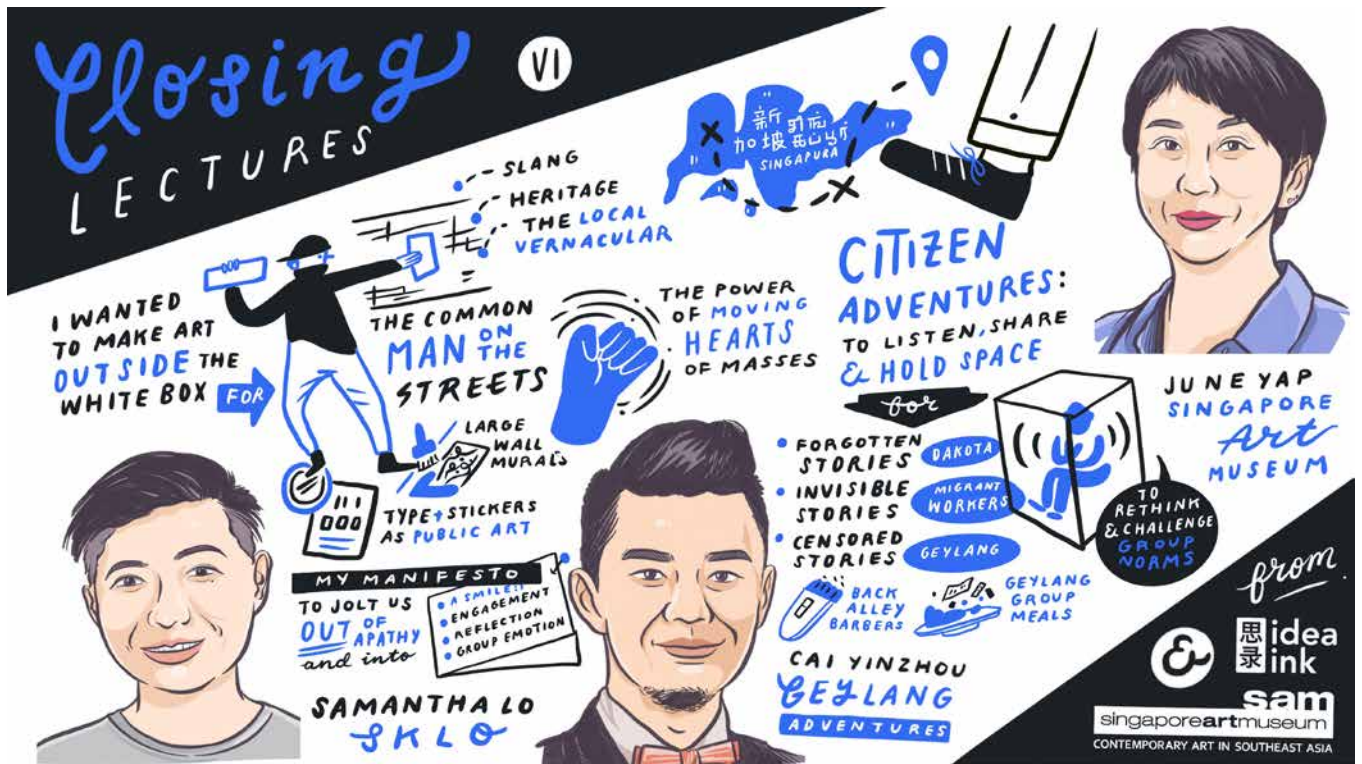 Closing
LECTURES
VI
I WANTED
TO MAKE ART
OUTSIDE THE
WHITE BOX FOR
SLANG
HERITAGE
THE LOCAL
VERNACULAR
THE COMMON
MAN ON THE
STREETS
LARGE
WALL
MURALS
TYPE + STICKERS
AS PUBLIC ART
MY MANIFESTO
TO JOLT US
OUT OF
APATHY
and into
A SMILE!!
ENGAGEMENT
REFLECTION
GROUP EMOTION
SAMANTHA LO
SKLO
THE POWER
OF MOVING
HEARTS
OF MASSES
新
加坡
SINGAPURA
CITIZEN
ADVENTURES:
TO LISTEN, SHARE
& HOLD SPACE
for
FORGOTTEN
STORIES
DAKOTA
INVISIBLE
STORIES
MIGRANT
WORKERS
CENSORED
STORIES
GEYLANG
BACK
ALLEY
BARBERS
GEYLANG
GROUP
MEALS
CAI YINZHOU
GEYLANG
ADVENTURES
TO
RETHINK
& CHALLENGE
GROUP
NORMS
JUNE YAP
SINGAPORE
Art
MUSEUM
from
&
思
录
idea
ink
sam
singaporeartmuseum
CONTEMPORARY ART IN SOUTHEAST ASIA